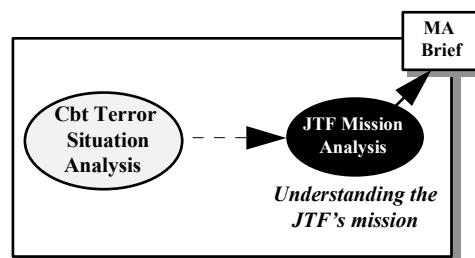 MA
Brief
Cbt Terror
Situation
Analysis
JTF Mission
Analysis
Understanding the
JTF's mission